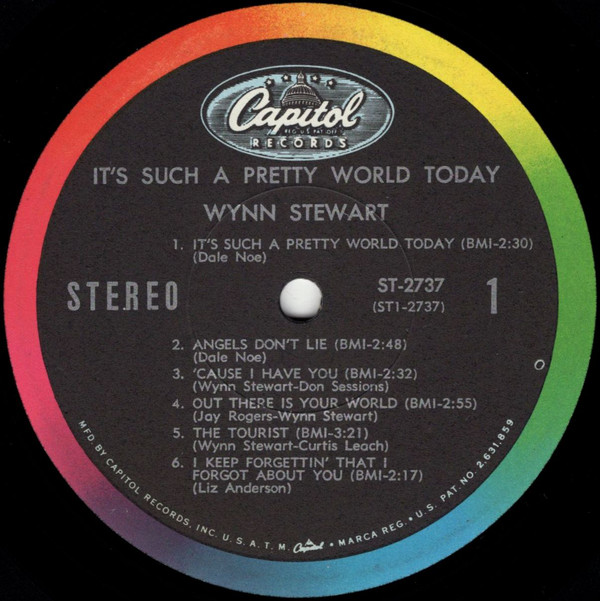 Capitol
REG. U.S. PAT. OFF.
RECORDS
IT'S SUCH A PRETTY WORLD TODAY
WYNN STEWART
1. IT'S SUCH A PRETTY WORLD TODAY (BMI-2:30)
(Dale Noe)
STEREO
ST-2737
(ST1-2737)
1
2. ANGELS DON'T LIE (BMI-2:48)
(Dale Noe)
3. 'CAUSE I HAVE YOU (BMI-2:32)
(Wynn Stewart-Don Sessions)
4. OUT THERE IS YOUR WORLD (BMI-2:55)
(Jay Rogers-Wynn Stewart)
5. THE TOURIST (BMI-3:21)
(Wynn Stewart-Curtis Leach)
6. I KEEP FORGETTIN' THAT I
FORGOT ABOUT YOU (BMI-2:17)
(Liz Anderson)
MFD. BY CAPITOL RECORDS, INC. U.S.A. T.M. Capitol • MARCA REG. • U.S. PAT. NO. 2,631,859